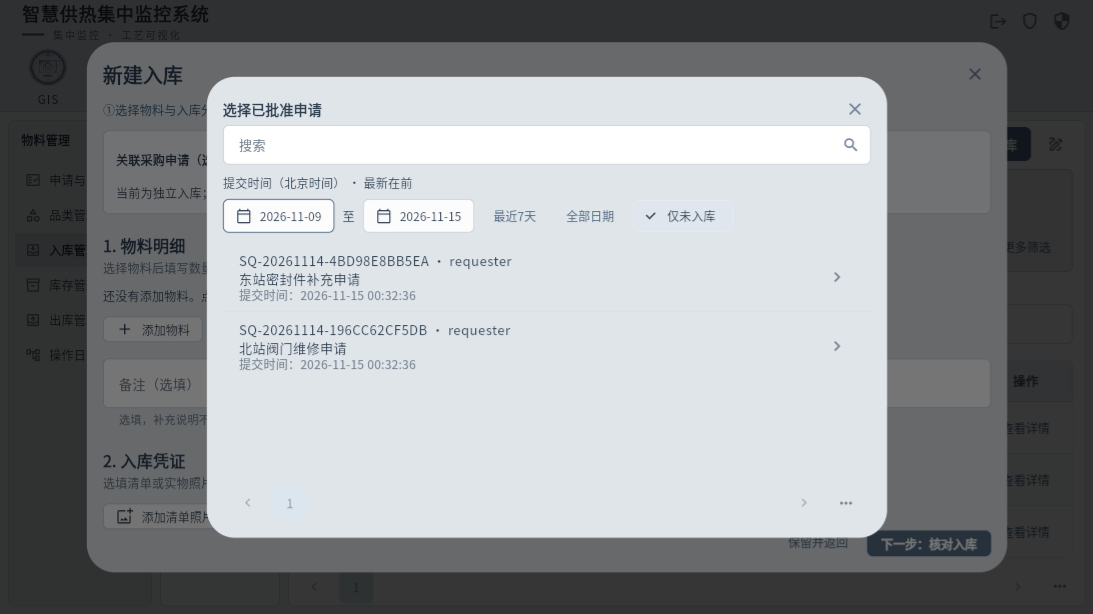 智慧供热集中监控系统
集中监控 · 工艺可视化
GIS
物料管理
申请与
品类管
入库管
库存管
出库管
操作日
新建入库
①选择物料与入库分
当前为独立入库；
1. 物料明细
选择物料后填写数量
还没有添加物料。点
添加物料
备注（选填）
选填，补充说明不
2. 入库凭证
选填清单或实物照片
添加清单照片
保留并返回
下一步：核对入库
选择已批准申请
搜索
提交时间（北京时间） · 最新在前
2026-11-09 至 2026-11-15 最近7天 全部日期 仅未入库
SQ-20261114-4BD98E8BB5EA · requester
东站密封件补充申请
提交时间：2026-11-15 00:32:36
SQ-20261114-196CC62CF5DB · requester
北站阀门维修申请
提交时间：2026-11-15 00:32:36
1
库
更多筛选
操作
查看详情
查看详情
查看详情
1